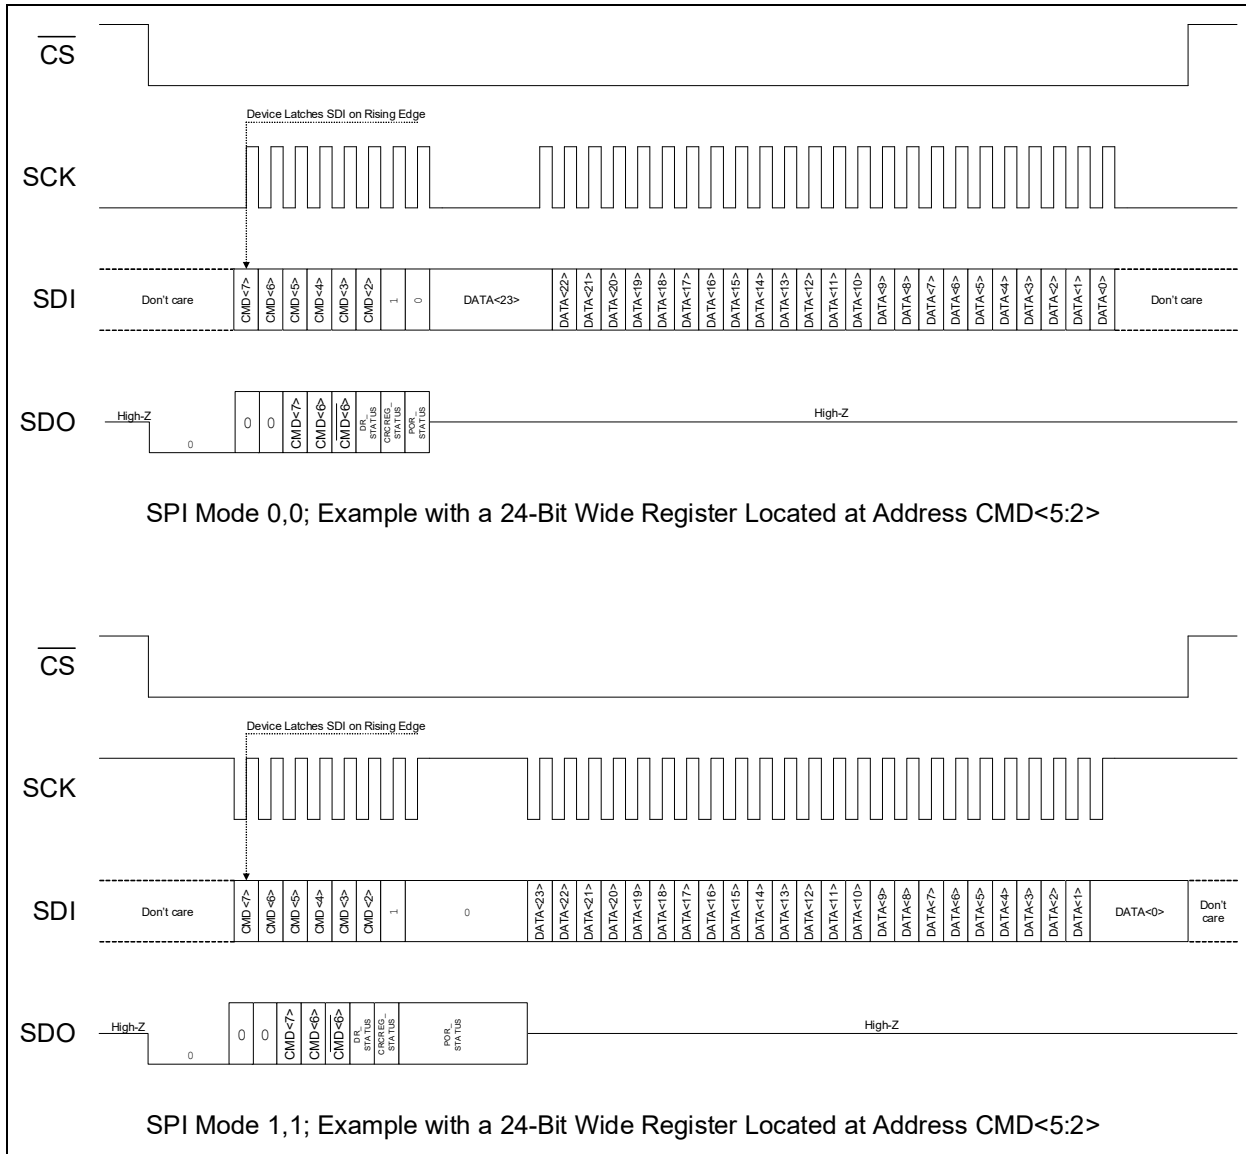 CS
Device Latches SDI on Rising Edge
SCK
SDI
Don't care
CMD<7>
CMD<6>
CMD<5>
CMD<4>
CMD<3>
CMD<2>
1
0
DATA<23>
DATA<22>
DATA<21>
DATA<20>
DATA<19>
DATA<18>
DATA<17>
DATA<16>
DATA<15>
DATA<14>
DATA<13>
DATA<12>
DATA<11>
DATA<10>
DATA<9>
DATA<8>
DATA<7>
DATA<6>
DATA<5>
DATA<4>
DATA<3>
DATA<2>
DATA<1>
DATA<0>
Don't care
SDO
High-Z
0
0
0
CMD<7>
CMD<6>
CMD<6>
DR_
STATUS
CRCREG_
STATUS
POR_
STATUS
High-Z
SPI Mode 0,0; Example with a 24-Bit Wide Register Located at Address CMD<5:2>
CS
Device Latches SDI on Rising Edge
SCK
SDI
Don't care
CMD<7>
CMD<6>
CMD<5>
CMD<4>
CMD<3>
CMD<2>
1
0
DATA<23>
DATA<22>
DATA<21>
DATA<20>
DATA<19>
DATA<18>
DATA<17>
DATA<16>
DATA<15>
DATA<14>
DATA<13>
DATA<12>
DATA<11>
DATA<10>
DATA<9>
DATA<8>
DATA<7>
DATA<6>
DATA<5>
DATA<4>
DATA<3>
DATA<2>
DATA<1>
DATA<0>
Don't
care
SDO
High-Z
0
0
0
CMD<7>
CMD<6>
CMD<6>
DR_
STATUS
CRCREG_
STATUS
POR_
STATUS
High-Z
SPI Mode 1,1; Example with a 24-Bit Wide Register Located at Address CMD<5:2>